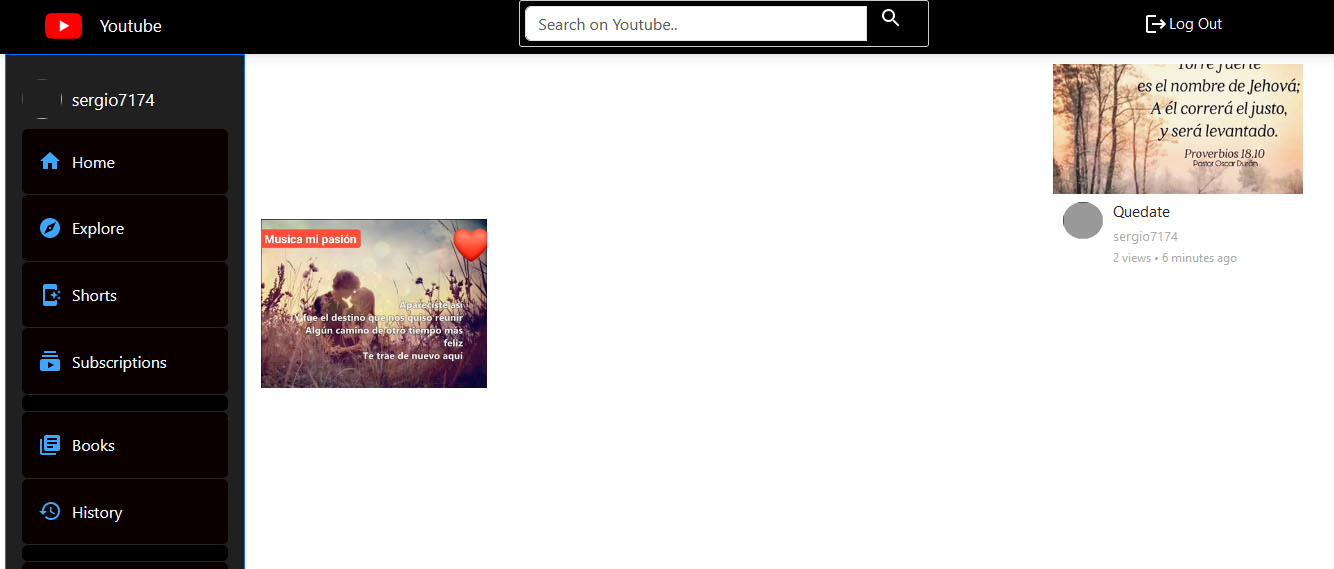 Youtube
Search on Youtube..
Log Out
sergio7174
Home
Explore
Shorts
Subscriptions
Books
History
Musica mi pasión
Apareciste así
Y fue el destino que nos quiso reunir
Algún camino de otro tiempo más
feliz
Te trae de nuevo aquí
Torre fuerte
es el nombre de Jehová;
A él correrá el justo,
y será levantado.
Proverbios 18.10
Pastor Oscar Durán
Quedate
sergio7174
2 views • 6 minutes ago